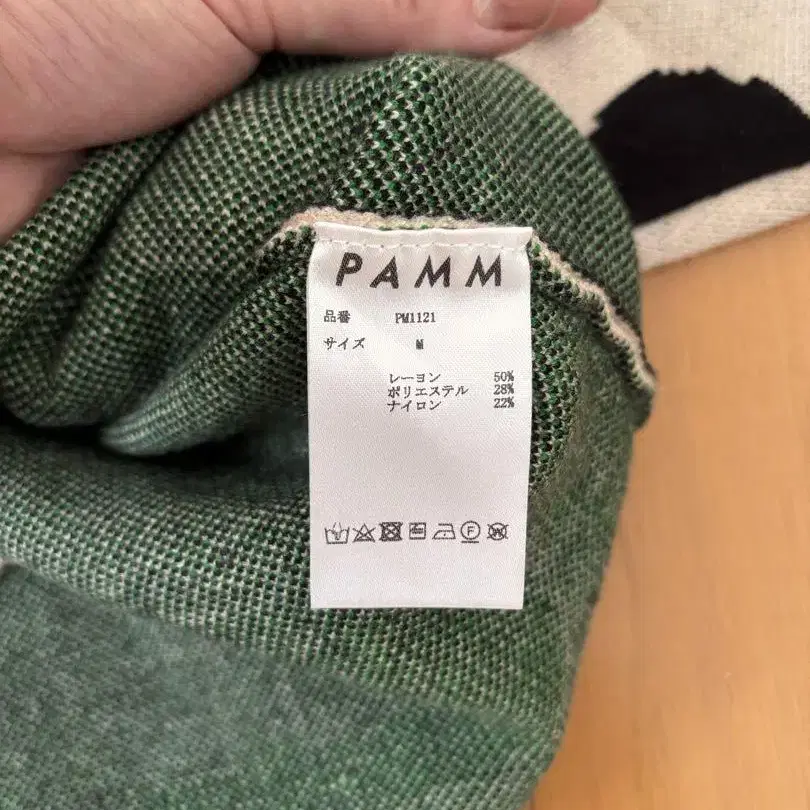 PAMM
品番 PM1121
サイズ M
レーヨン 50%
ポリエステル 28%
ナイロン 22%
F
W